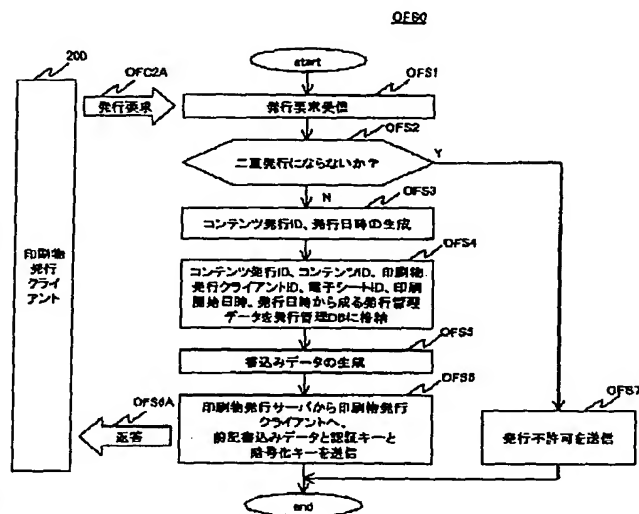 OFS0
200
OFC2A
発行要求
start
OFS1
発行要求受信
OFS2
二重発行にならないか?
Y
N
OFS3
コンテンツ発行ID、発行日時の生成
OFS4
コンテンツ発行ID、コンテンツID、印刷物
発行クライアントID、電子シートID、印刷
開始日時、発行日時から成る発行管理
データを発行管理DBに格納
OFS5
書込みデータの生成
OFS6
印刷物発行サーバから印刷物発行
クライアントへ、
前記書込みデータと認証キーと
暗号化キーを送信
OFS6A
返答
OFS7
発行不許可を送信
end
印刷物
発行
クライ
アント